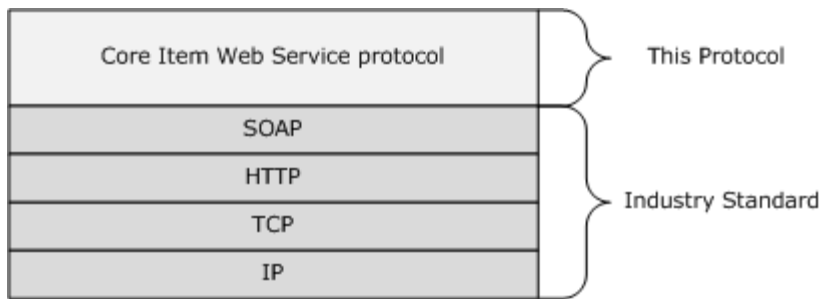 Core Item Web Service protocol
This Protocol
SOAP
HTTP
TCP
IP
Industry Standard